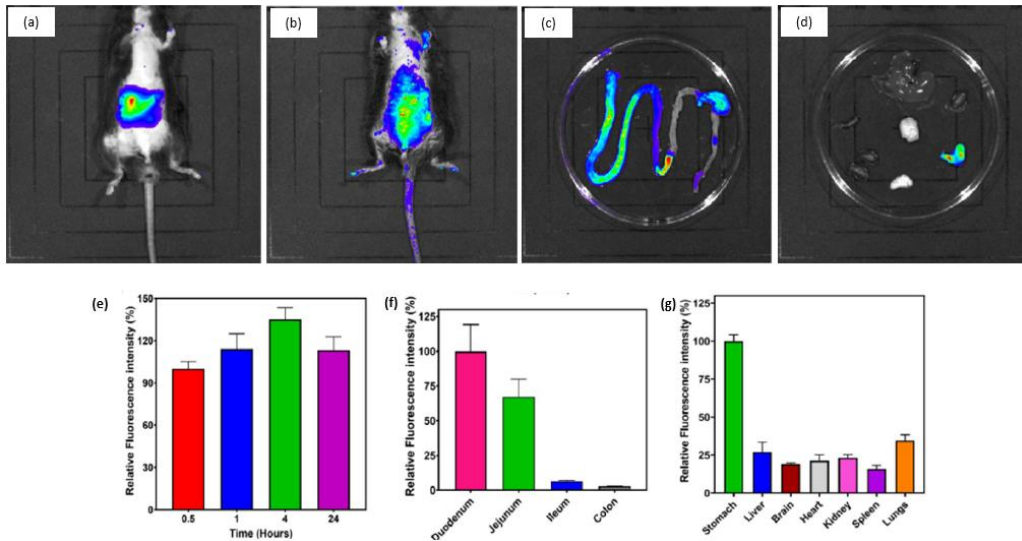 (a)
(b)
(c)
(d)
(e)
Relative Fluorescence intensity (%)
150
120
90
60
30
0
0.5
1
4
24
Time (Hours)
(f)
Relative Fluorescence intensity (%)
125
100
75
50
25
0
Duodenum
Jejunum
Ileum
Colon
(g)
Relative Fluorescence intensity (%)
125
100
75
50
25
0
Stomach
Liver
Brain
Heart
Kidney
Spleen
Lungs